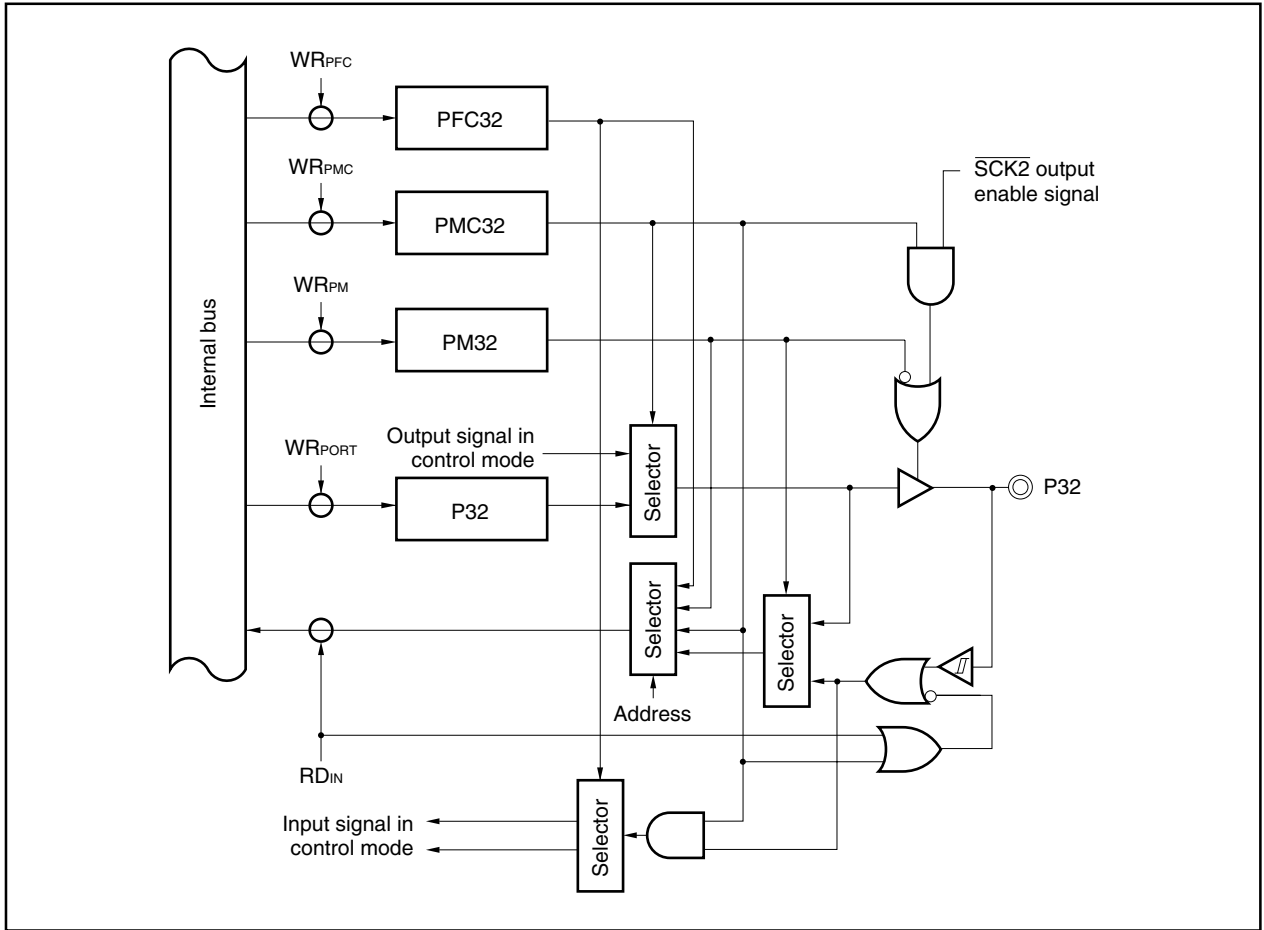 WRPFC
PFC32
WRPMC
PMC32
SCK2 output
enable signal
WRPM
PM32
Internal bus
Output signal in
control mode
WRPORT
P32
Selector
P32
Selector
Selector
Address
RDIN
Input signal in
control mode
Selector